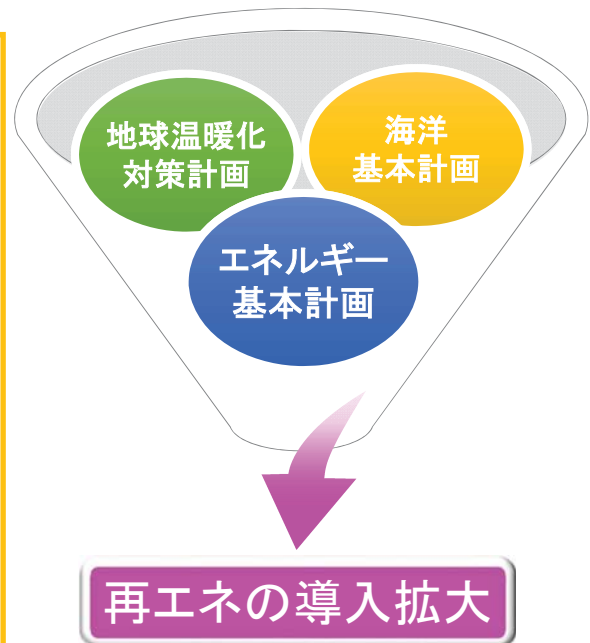 地球温暖化
対策計画
海洋
基本計画
エネルギー
基本計画
再エネの導入拡大